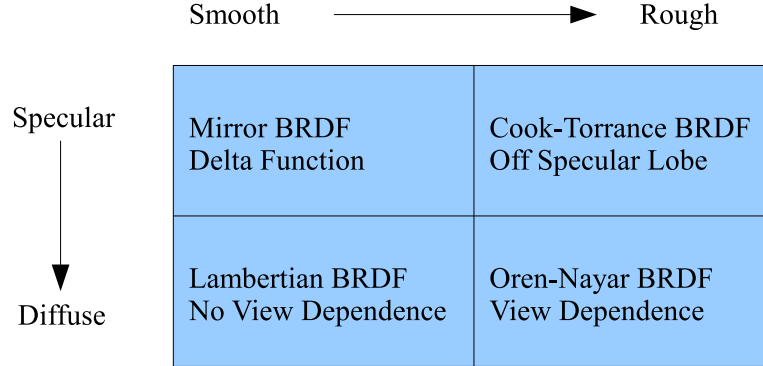 Smooth
Rough
Specular
Mirror BRDF
Delta Function
Cook-Torrance BRDF
Off Specular Lobe
Diffuse
Lambertian BRDF
No View Dependence
Oren-Nayar BRDF
View Dependence